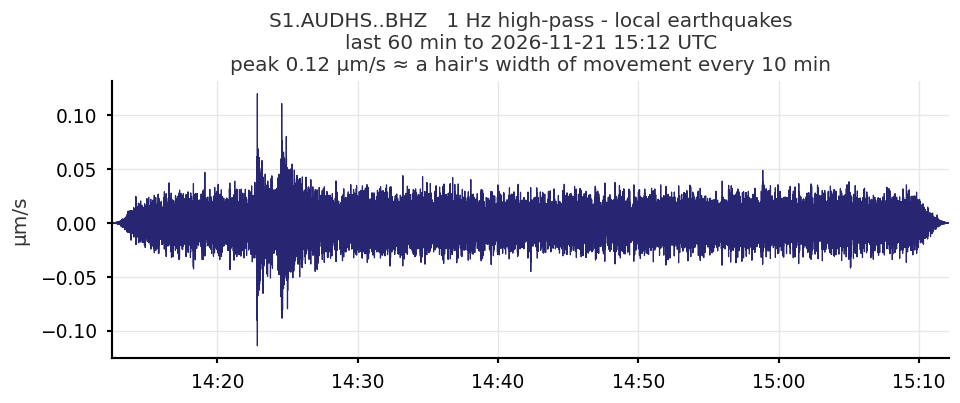 S1.AUDHS..BHZ   1 Hz high-pass - local earthquakes
last 60 min to 2026-11-21 15:12 UTC
peak 0.12 µm/s ≈ a hair's width of movement every 10 min
0.10
0.05
0.00
−0.05
−0.10
µm/s
14:20
14:30
14:40
14:50
15:00
15:10